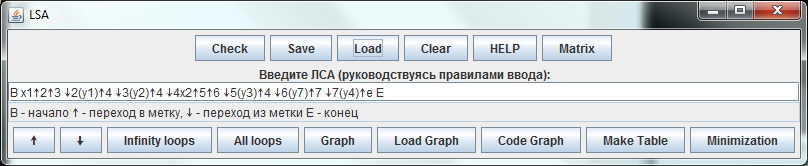 LSA
Check Save Load Clear HELP Matrix
Введите ЛСА (руководствуясь правилами ввода):
B x1↑2↑3 ↓2(y1)↑4 ↓3(y2)↑4 ↓4x2↑5↑6 ↓5(y3)↑4 ↓6(y7)↑7 ↓7(y4)↑e E
B - начало ↑ - переход в метку, ↓ - переход из метки E - конец
↑ ↓ Infinity loops All loops Graph Load Graph Code Graph Make Table Minimization